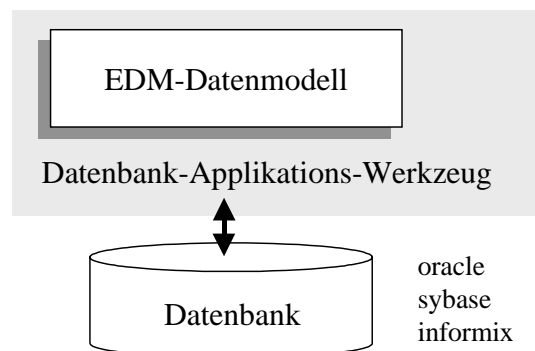 EDM-Datenmodell
Datenbank-Applikations-Werkzeug
Datenbank
oracle
sybase
informix